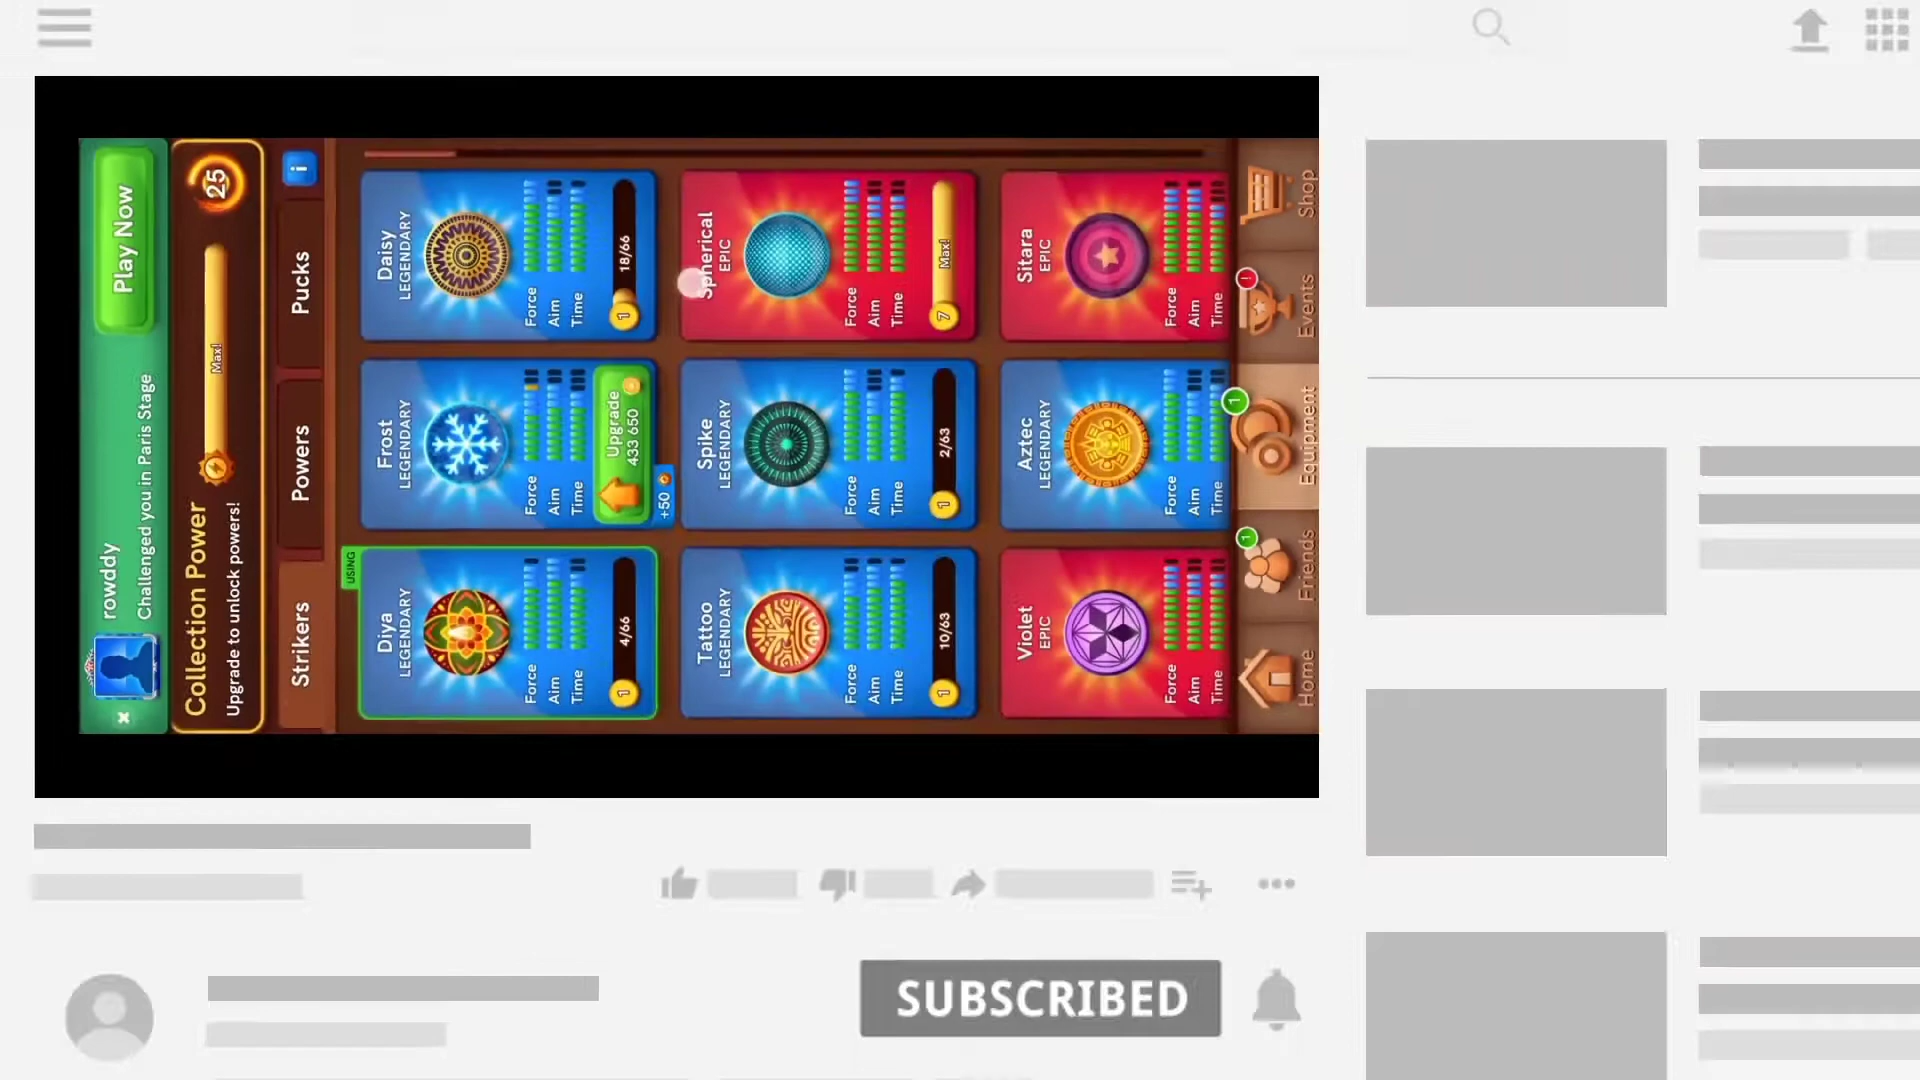 rowddy
Challenged you in Paris Stage
Play Now
Collection Power
Upgrade to unlock powers!
Max!
25
Strikers
Powers
Pucks
i
USING
Diya
LEGENDARY
Force
Aim
Time
1
4/66
Frost
LEGENDARY
Force
Aim
Time
Upgrade
433 650
+50
Daisy
LEGENDARY
Force
Aim
Time
1
18/66
Tattoo
LEGENDARY
Force
Aim
Time
1
10/63
Spike
LEGENDARY
Force
Aim
Time
1
2/63
Spherical
EPIC
Force
Aim
Time
7
Max!
Violet
EPIC
Force
Aim
Time
Aztec
LEGENDARY
Force
Aim
Time
Sitara
EPIC
Force
Aim
Time
Home
1
Friends
1
Equipment
!
Events
Shop
SUBSCRIBED